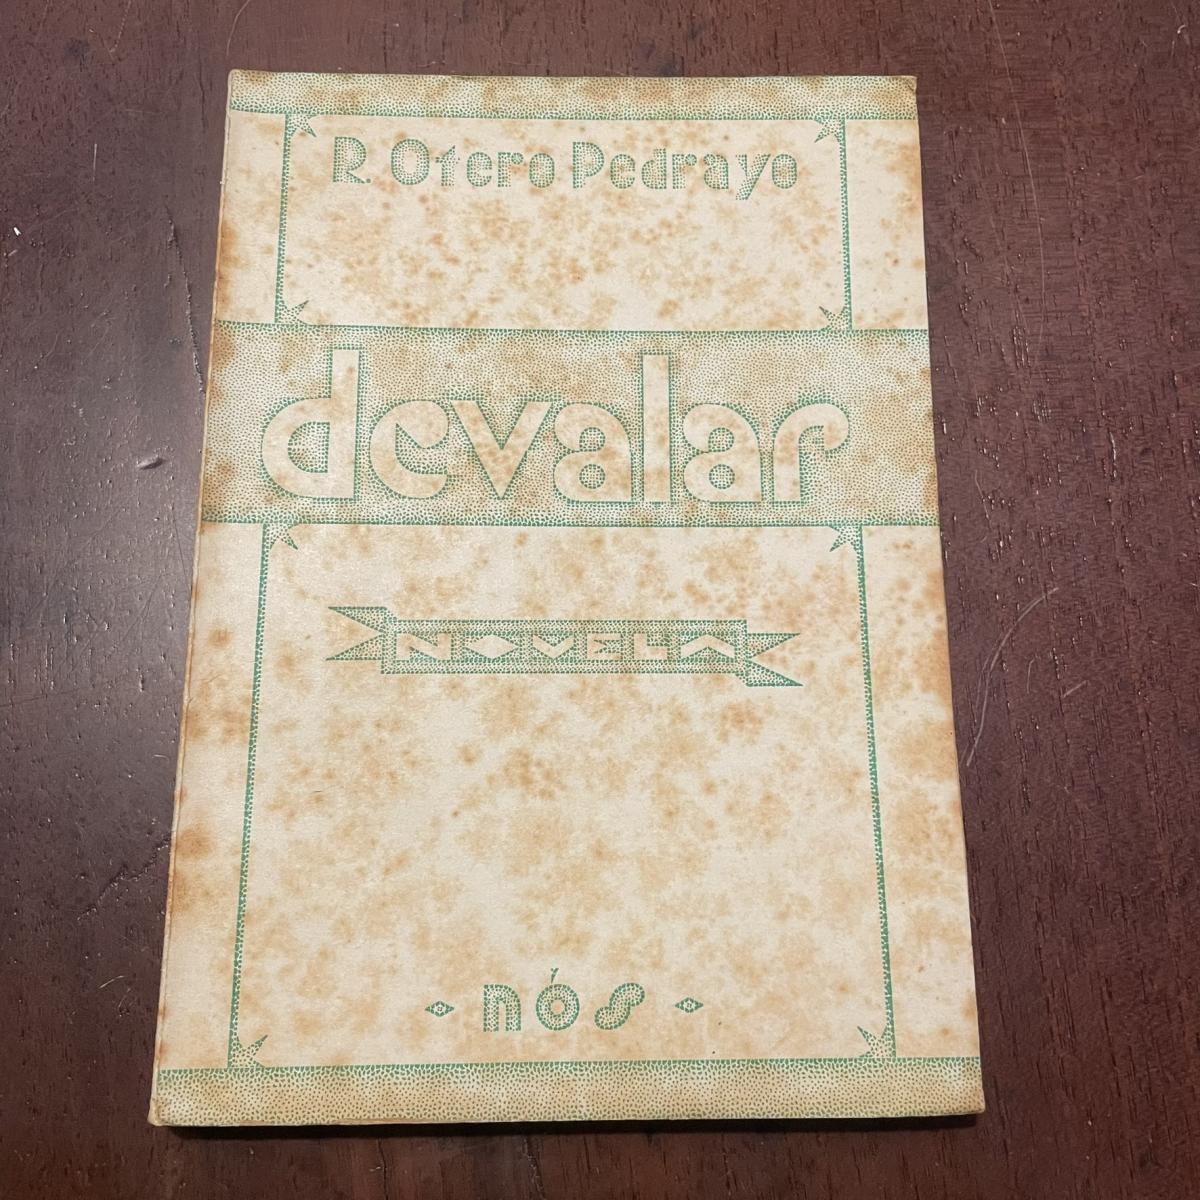 R. Otero Pedrayo
devalar
NOVELA
nós